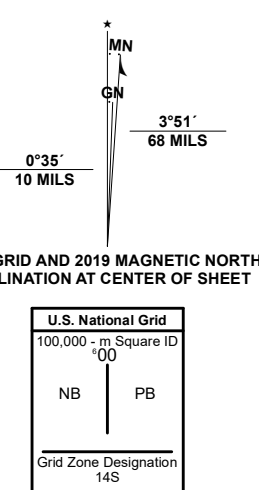 ★
MN
GN
3°51´
68 MILS
0°35´
10 MILS
GRID AND 2019 MAGNETIC NORTH
LINATION AT CENTER OF SHEET
U.S. National Grid
100,000 - m Square ID
⁶00
NB PB
Grid Zone Designation
14S